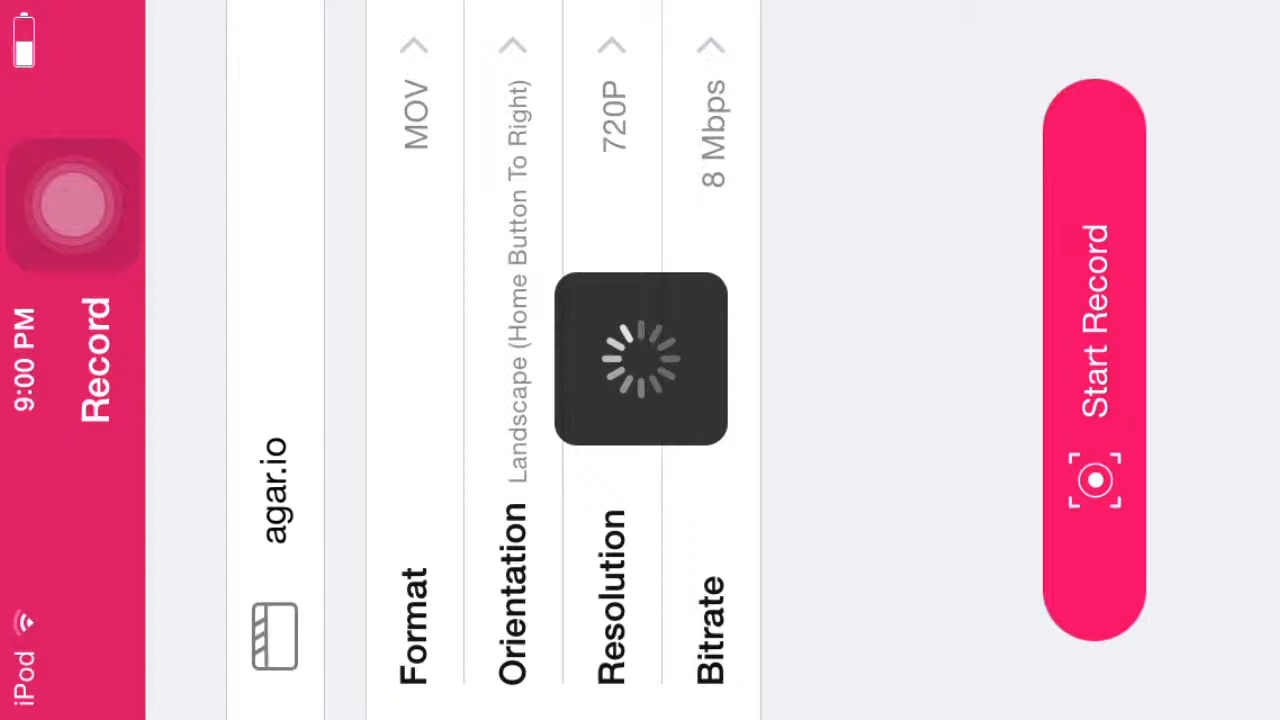 iPod 9:00 PM
Record
agar.io
Format MOV
Orientation Landscape (Home Button To Right)
Resolution 720P
Bitrate 8 Mbps
Start Record